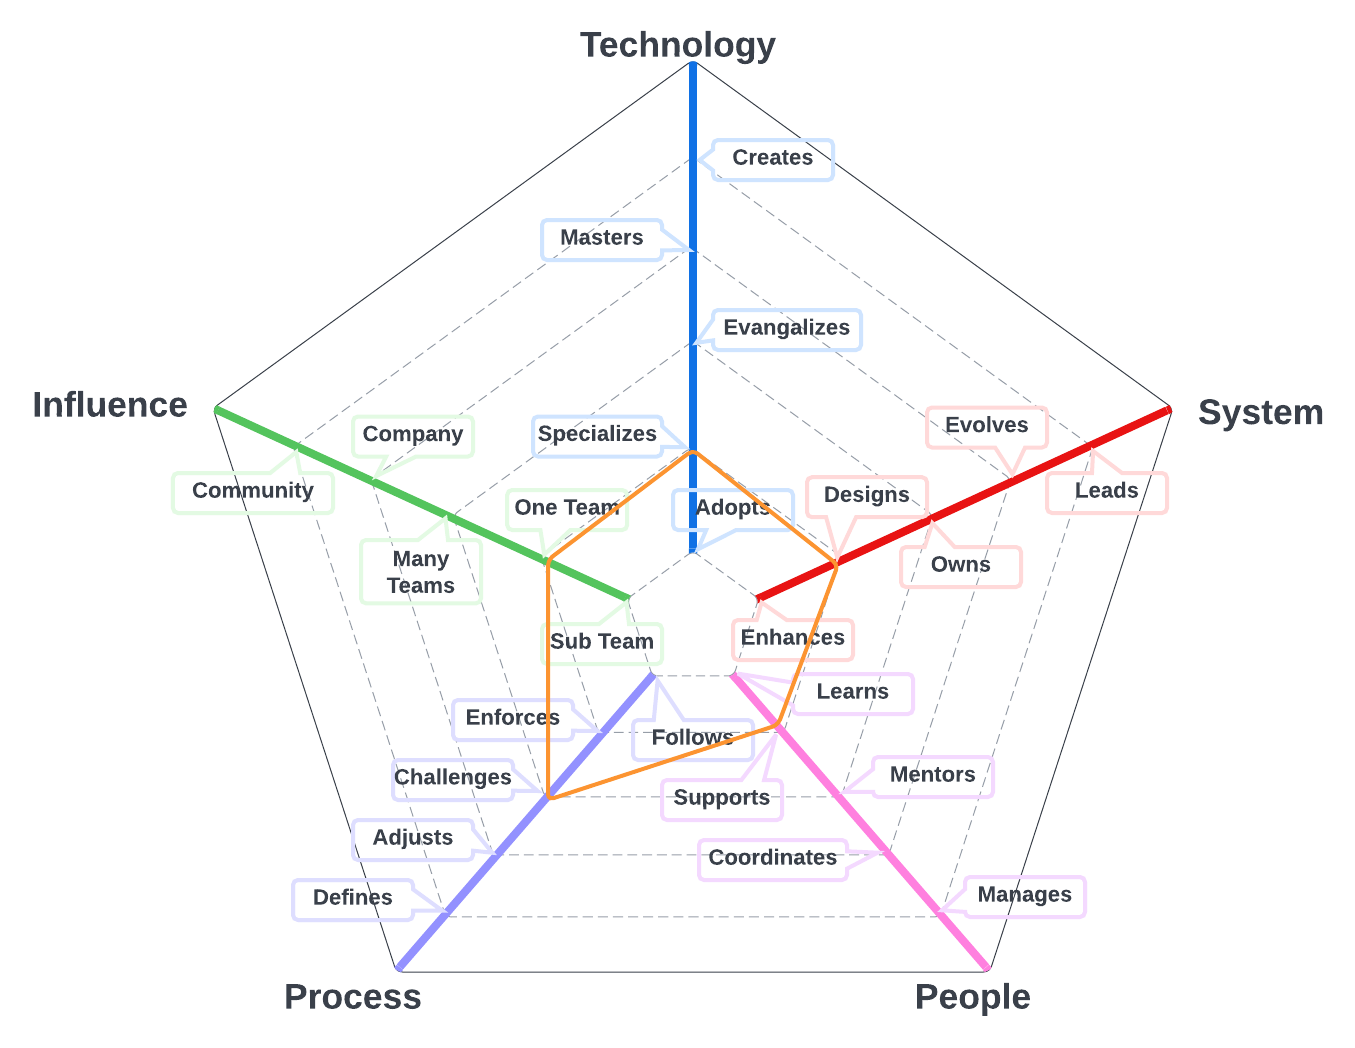 Technology
Creates
Masters
Evangalizes
Influence
System
Evolves
Company
Specializes
Community
Leads
Designs
One Team
Adopts
Many
Teams
Owns
Sub Team
Enhances
Learns
Enforces
Follows
Challenges
Mentors
Supports
Adjusts
Coordinates
Defines
Manages
Process
People